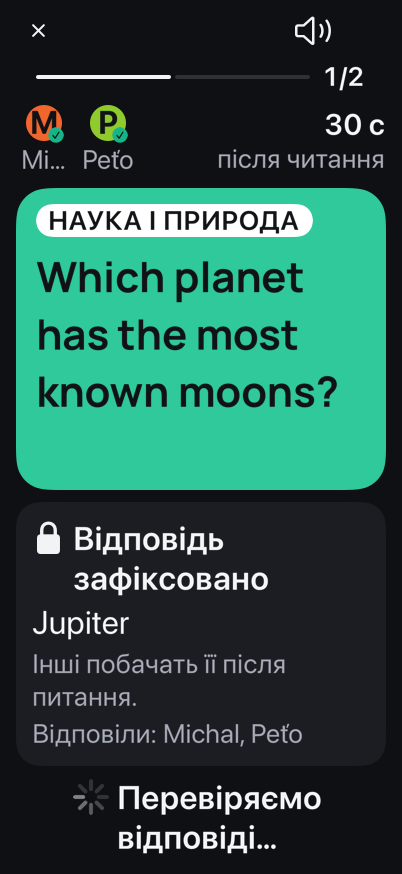 1/2
M
P
Mi...
Peťo
30 с
після читання
НАУКА І ПРИРОДА
Which planet
has the most
known moons?
Відповідь
зафіксовано
Jupiter
Інші побачать її після
питання.
Відповіли: Michal, Peťo
Перевіряємо
відповіді...